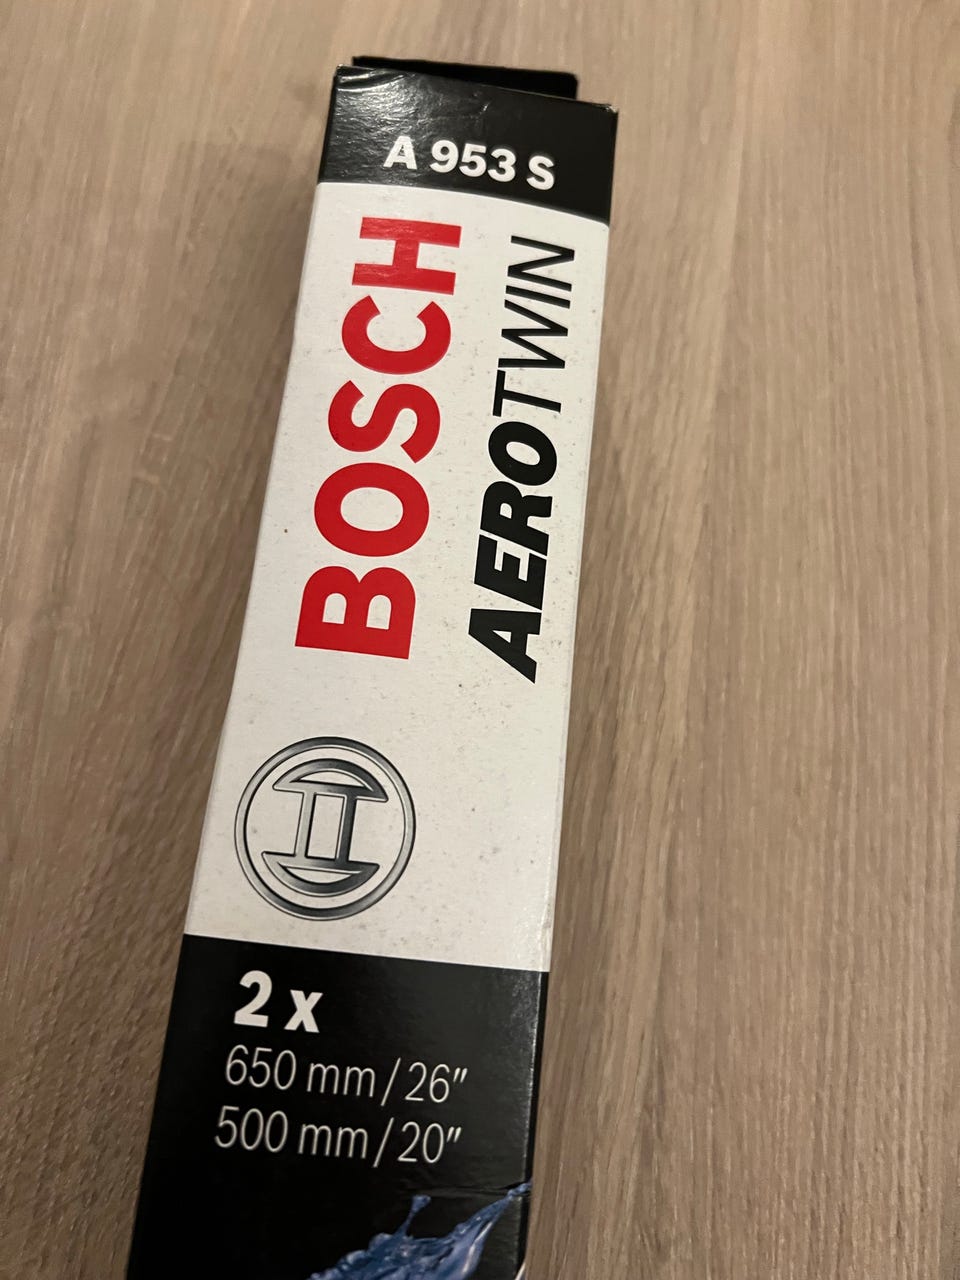 A 953 S
BOSCH
AEROTWIN
2 x
650 mm / 26″
500 mm / 20″